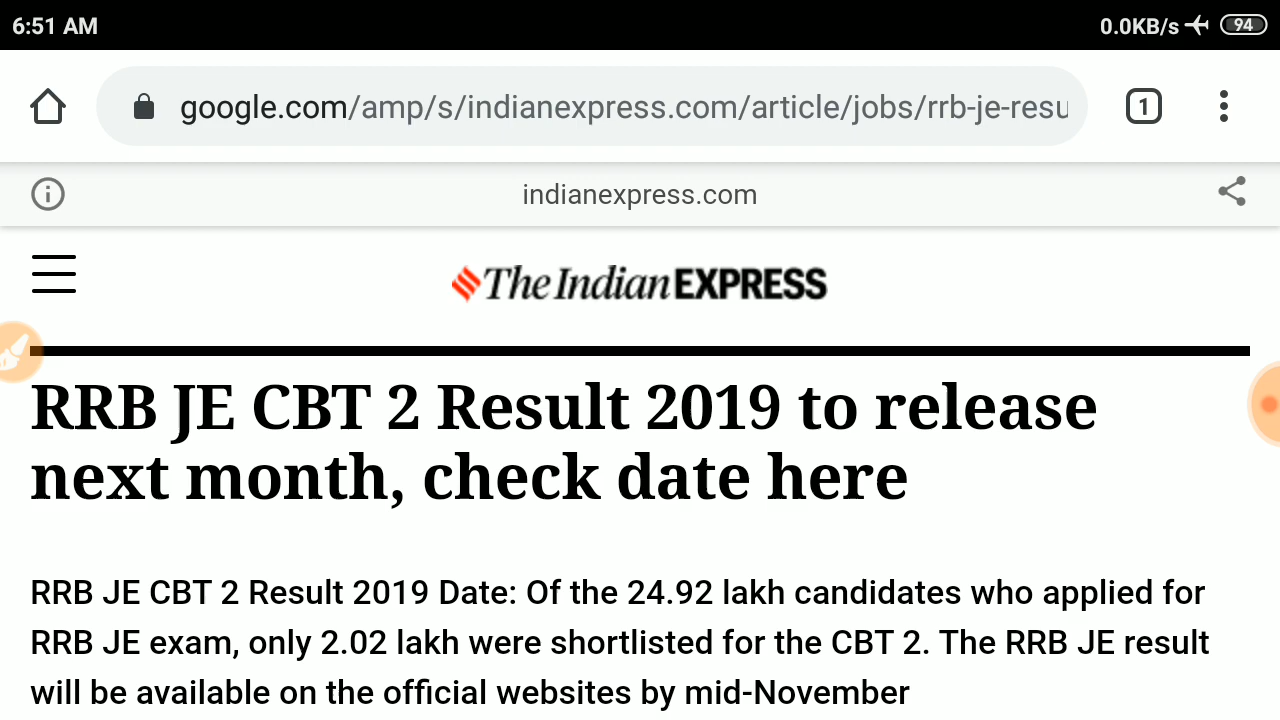 6:51 AM
0.0KB/s
94
google.com/amp/s/indianexpress.com/article/jobs/rrb-je-resu
1
indianexpress.com
The Indian EXPRESS
RRB JE CBT 2 Result 2019 to release
next month, check date here
RRB JE CBT 2 Result 2019 Date: Of the 24.92 lakh candidates who applied for
RRB JE exam, only 2.02 lakh were shortlisted for the CBT 2. The RRB JE result
will be available on the official websites by mid-November